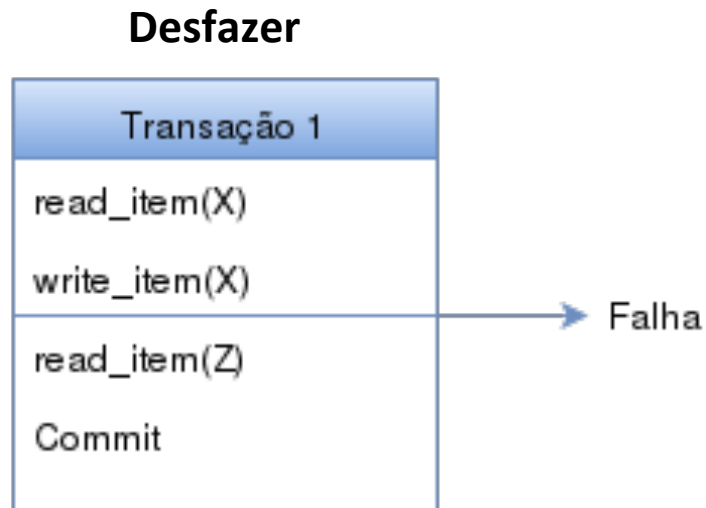 Desfazer
Transação 1
read_item(X)
write_item(X)
Falha
read_item(Z)
Commit